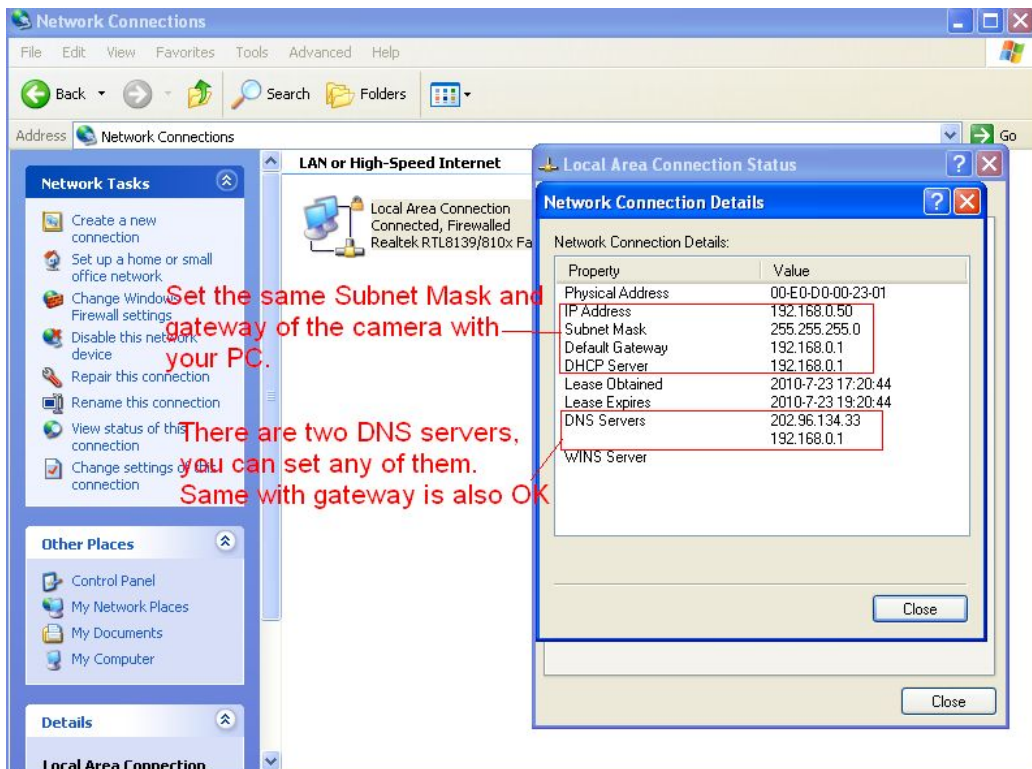 Network Connections
File Edit View Favorites Tools Advanced Help
Back Search Folders
Address Network Connections Go
Network Tasks
Create a new
connection
Set up a home or small
office network
Change Windows
Firewall settings
Disable this network
device
Repair this connection
Rename this connection
View status of this
connection
Change settings of this
connection
Other Places
Control Panel
My Network Places
My Documents
My Computer
Details
Local Area Connection
LAN or High-Speed Internet
Local Area Connection
Connected, Firewalled
Realtek RTL8139/810x Fa
Set the same Subnet Mask and
gateway of the camera with
your PC.
There are two DNS servers,
you can set any of them.
Same with gateway is also OK
Local Area Connection Status
Network Connection Details
Network Connection Details:
Property Value
Physical Address 00-E0-D0-00-23-01
IP Address 192.168.0.50
Subnet Mask 255.255.255.0
Default Gateway 192.168.0.1
DHCP Server 192.168.0.1
Lease Obtained 2010-7-23 17:20:44
Lease Expires 2010-7-23 19:20:44
DNS Servers 202.96.134.33
192.168.0.1
WINS Server
Close
Close